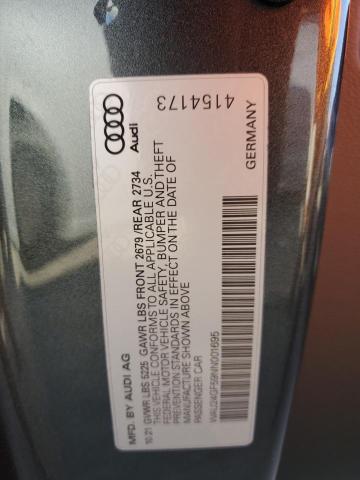 4154173
Audi
MFD. BY AUDI AG
10.21 GVWR LBS 5225 GAWR LBS FRONT 2679 /REAR 2734
THIS VEHICLE CONFORMS TO ALL APPLICABLE U.S.
FEDERAL MOTOR VEHICLE SAFETY, BUMPER AND THEFT
PREVENTION STANDARDS IN EFFECT ON THE DATE OF
MANUFACTURE SHOWN ABOVE
PASSENGER CAR
WAU24GF59NN001695
GERMANY